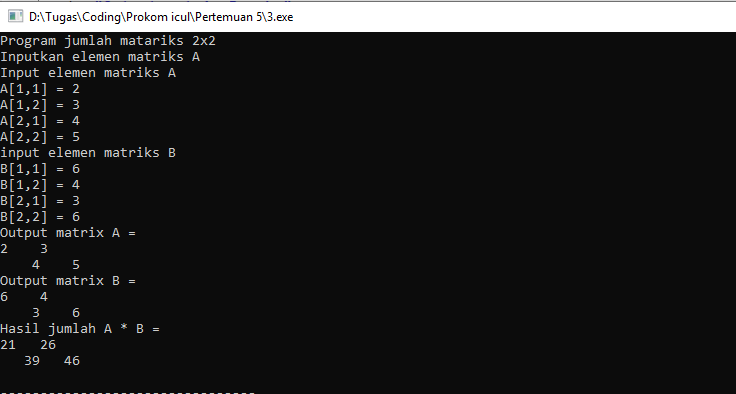 D:\Tugas\Coding\Prokom icul\Pertemuan 5\3.exe
Program jumlah matariks 2x2
Inputkan elemen matriks A
Input elemen matriks A
A[1,1] = 2
A[1,2] = 3
A[2,1] = 4
A[2,2] = 5
input elemen matriks B
B[1,1] = 6
B[1,2] = 4
B[2,1] = 3
B[2,2] = 6
Output matrix A =
2    3
    4    5
Output matrix B =
6    4
    3    6
Hasil jumlah A * B =
21   26
   39   46
--------------------------------